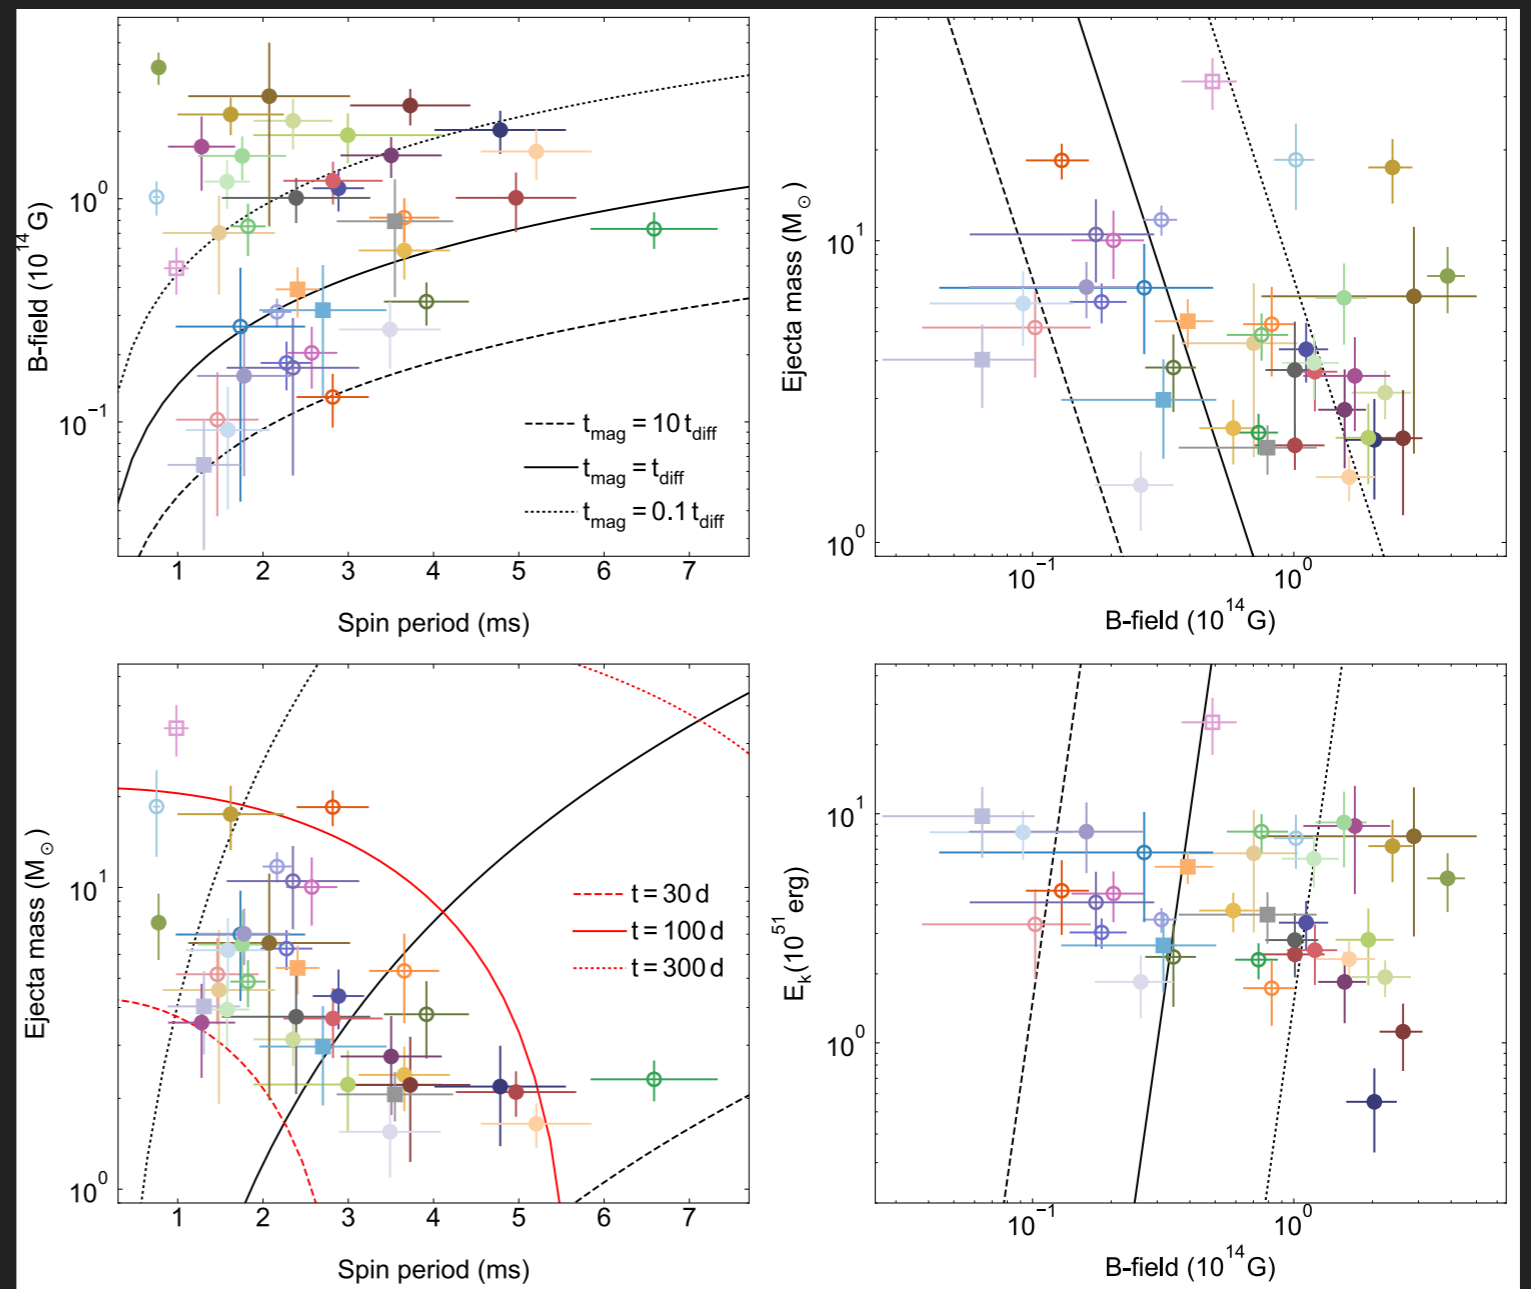 B-field (10^14 G)
10^0
10^-1
t_mag = 10 t_diff
t_mag = t_diff
t_mag = 0.1 t_diff
1 2 3 4 5 6 7
Spin period (ms)
Ejecta mass (M_⊙)
10^1
10^0
10^-1 10^0
B-field (10^14 G)
Ejecta mass (M_⊙)
10^1
10^0
t = 30 d
t = 100 d
t = 300 d
1 2 3 4 5 6 7
Spin period (ms)
E_k (10^51 erg)
10^1
10^0
10^-1 10^0
B-field (10^14 G)